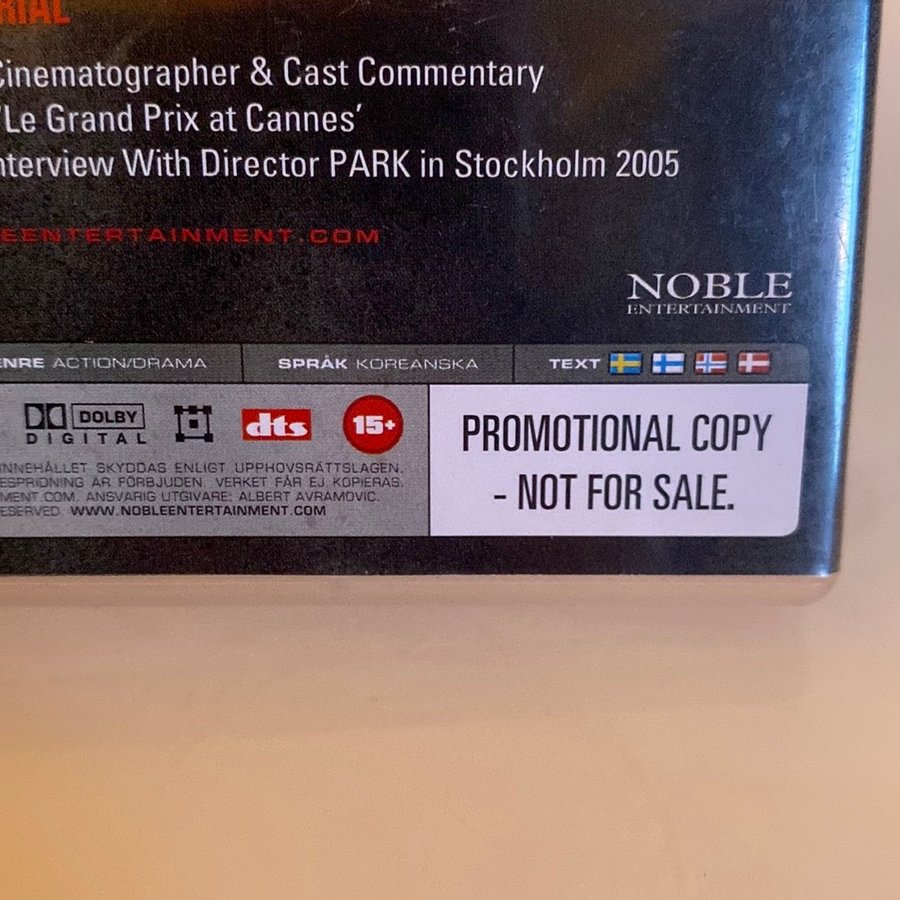 RIAL
Cinematographer & Cast Commentary
'Le Grand Prix at Cannes'
nterview With Director PARK in Stockholm 2005
EENTERTAINMENT.COM
NOBLE
ENTERTAINMENT
ENRE ACTION/DRAMA SPRÅK KOREANSKA TEXT
DOLBY
DIGITAL
dts
15+
PROMOTIONAL COPY
- NOT FOR SALE.
INNEHÅLLET SKYDDAS ENLIGT UPPHOVSRÄTTSLAGEN.
ESPRIDNING ÄR FÖRBJUDEN. VERKET FÅR EJ KOPIERAS.
MENT.COM. ANSVARIG UTGIVARE: ALBERT AVRAMOVIC.
ESERVED. WWW.NOBLEENTERTAINMENT.COM